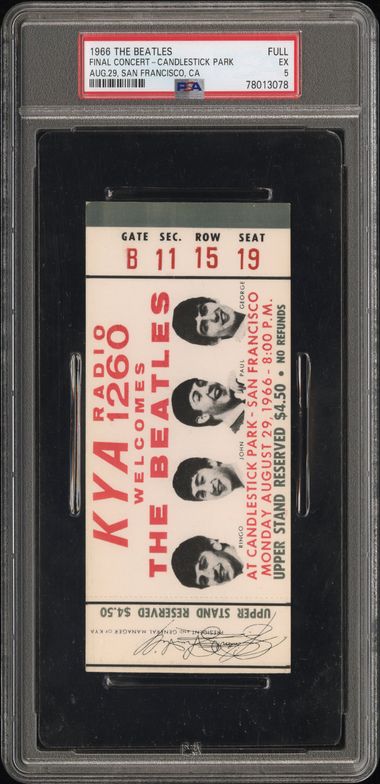 1966 THE BEATLES
FULL
FINAL CONCERT - CANDLESTICK PARK
EX
AUG.29, SAN FRANCISCO, CA
5
PSA
78013078
GATE SEC. ROW SEAT
B 11 15 19
KYA RADIO 1260
WELCOMES
THE BEATLES
GEORGE
PAUL
JOHN
RINGO
AT CANDLESTICK PARK - SAN FRANCISCO
MONDAY AUGUST 29, 1966 - 8:00 P.M.
UPPER STAND RESERVED $4.50 • NO REFUNDS
UPPER STAND RESERVED $4.50
PRESIDENT AND GENERAL MANAGER OF KYA